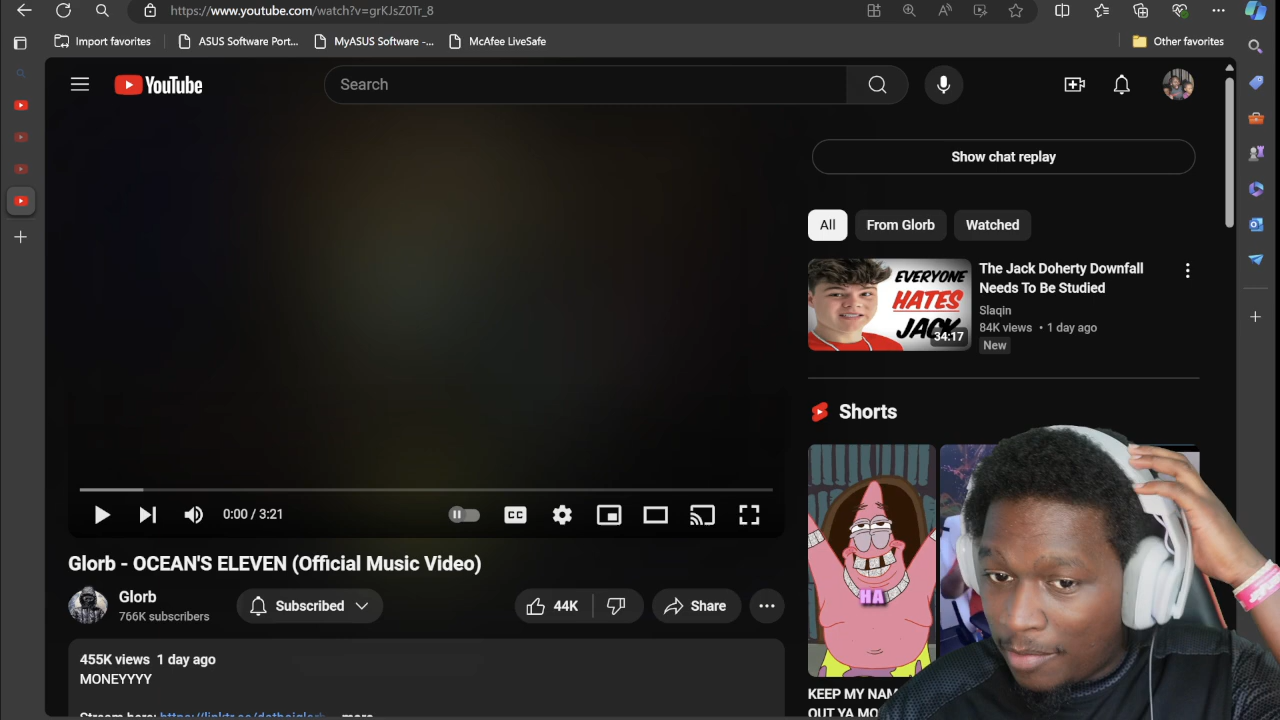 https://www.youtube.com/watch?v=grKJsZ0Tr_8
Import favorites
ASUS Software Port...
MyASUS Software -...
McAfee LiveSafe
Other favorites
YouTube
Search
Show chat replay
All
From Glorb
Watched
EVERYONE
HATES
JACK
34:17
The Jack Doherty Downfall
Needs To Be Studied
Slaqin
84K views • 1 day ago
New
Shorts
HA
KEEP MY NAM
OUT YA MO
0:00 / 3:21
CC
Glorb - OCEAN'S ELEVEN (Official Music Video)
Glorb
766K subscribers
Subscribed
44K
Share
455K views 1 day ago
MONEYYYY
Stream here:
...more